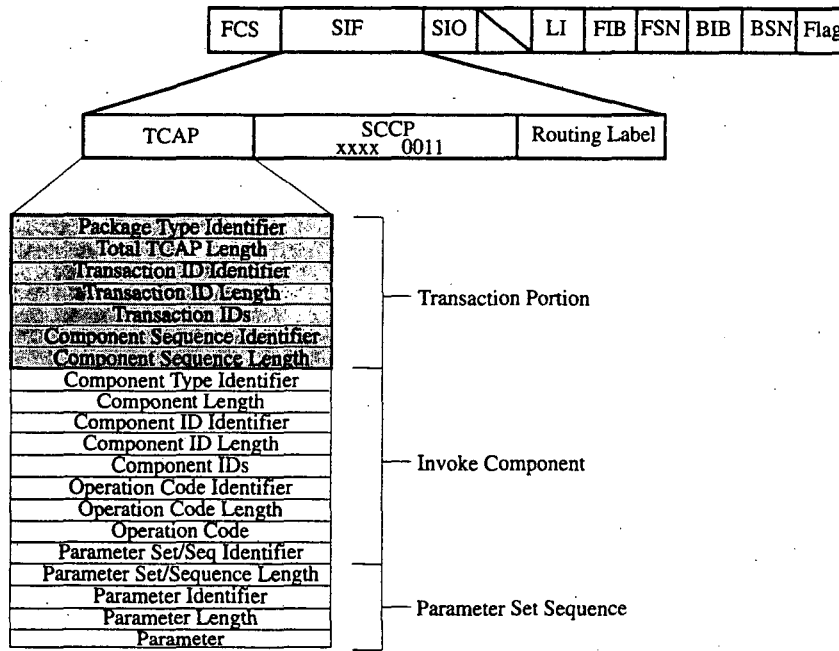 FCS SIF SIO LI FIB FSN BIB BSN Flag
TCAP SCCP Routing Label
xxxx 0011
Package Type Identifier
Total TCAP Length
Transaction ID Identifier
Transaction ID Length
Transaction IDs
Component Sequence Identifier
Component Sequence Length
Transaction Portion
Component Type Identifier
Component Length
Component ID Identifier
Component ID Length
Component IDs
Operation Code Identifier
Operation Code Length
Operation Code
Parameter Set/Seq Identifier
Invoke Component
Parameter Set/Sequence Length
Parameter Identifier
Parameter Length
Parameter
Parameter Set Sequence